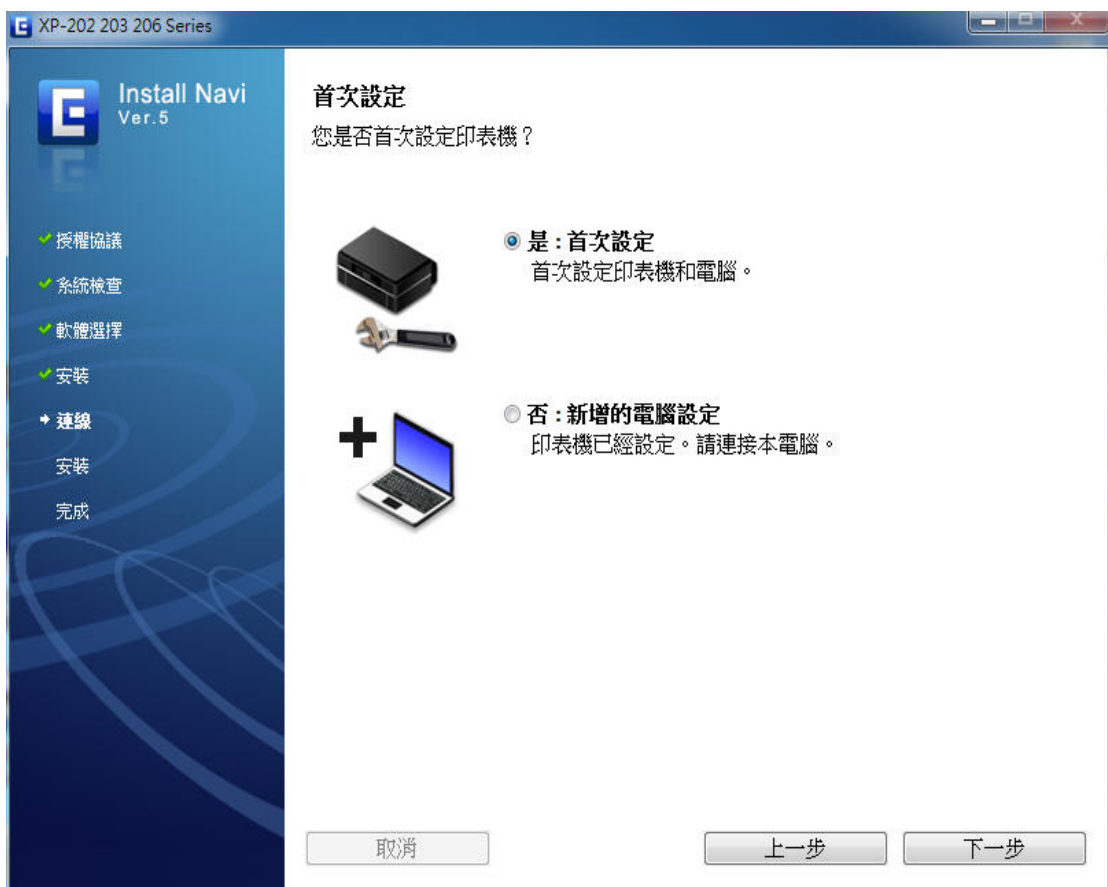 XP-202 203 206 Series
Install Navi
Ver.5
授權協議
系統檢查
軟體選擇
安裝
連線
安裝
完成
首次設定
您是否首次設定印表機？
是 : 首次設定
首次設定印表機和電腦。
否 : 新增的電腦設定
印表機已經設定。請連接本電腦。
取消
上一步
下一步